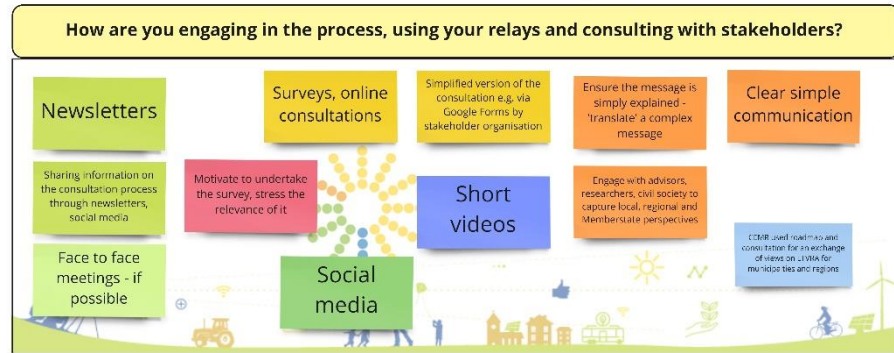 How are you engaging in the process, using your relays and consulting with stakeholders?
Newsletters
Surveys, online
consultations
Simplified version of the
consultation e.g. via
Google Forms by
stakeholder organisation
Ensure the message is
simply explained -
'translate' a complex
message
Clear simple
communication
Sharing information on
the consultation process
through newsletters,
social media
Motivate to undertake
the survey, stress the
relevance of it
Short
videos
Engage with advisors,
researchers, civil society to
capture local, regional and
Memberstate perspectives
Face to face
meetings - if
possible
Social
media
used roadmap and
consultation for an exchange
of views on LTVRA for
municipaties and regions